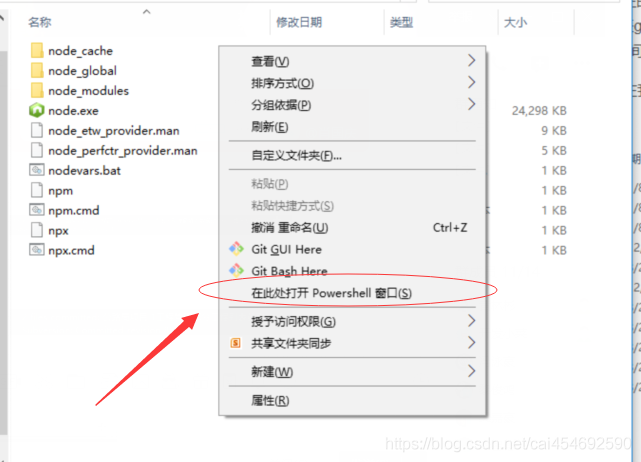 名称 修改日期 类型 大小
node_cache
node_global
node_modules
node.exe 24,298 KB
node_etw_provider.man 9 KB
node_perfctr_provider.man 5 KB
nodevars.bat 1 KB
npm 1 KB
npm.cmd 1 KB
npx 1 KB
npx.cmd 1 KB
查看(V)
排序方式(O)
分组依据(P)
刷新(E)
自定义文件夹(F)...
粘贴(P)
粘贴快捷方式(S)
撤消 重命名(U) Ctrl+Z
Git GUI Here
Git Bash Here
在此处打开 Powershell 窗口(S)
授予访问权限(G)
共享文件夹同步
新建(W)
属性(R)
https://blog.csdn.net/cai454692590